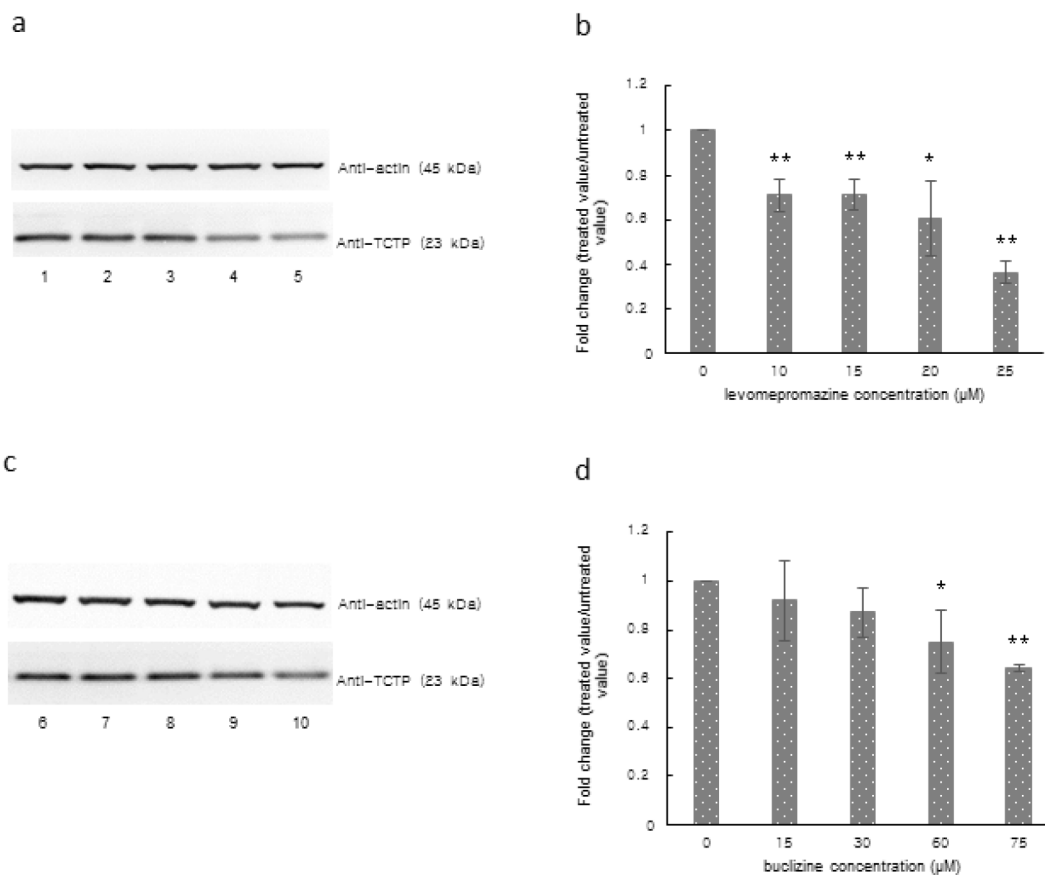 a
Anti-actin (45 kDa)
Anti-TCTP (23 kDa)
1 2 3 4 5
b
Fold change (treated value/untreated
value)
1.2
1
0.8
0.6
0.4
0.2
0
** ** * **
0 10 15 20 25
levomepromazine concentration (µM)
c
Anti-actin (45 kDa)
Anti-TCTP (23 kDa)
6 7 8 9 10
d
Fold change (treated value/untreated
value)
1.2
1
0.8
0.6
0.4
0.2
0
* **
0 15 30 60 75
buclizine concentration (µM)